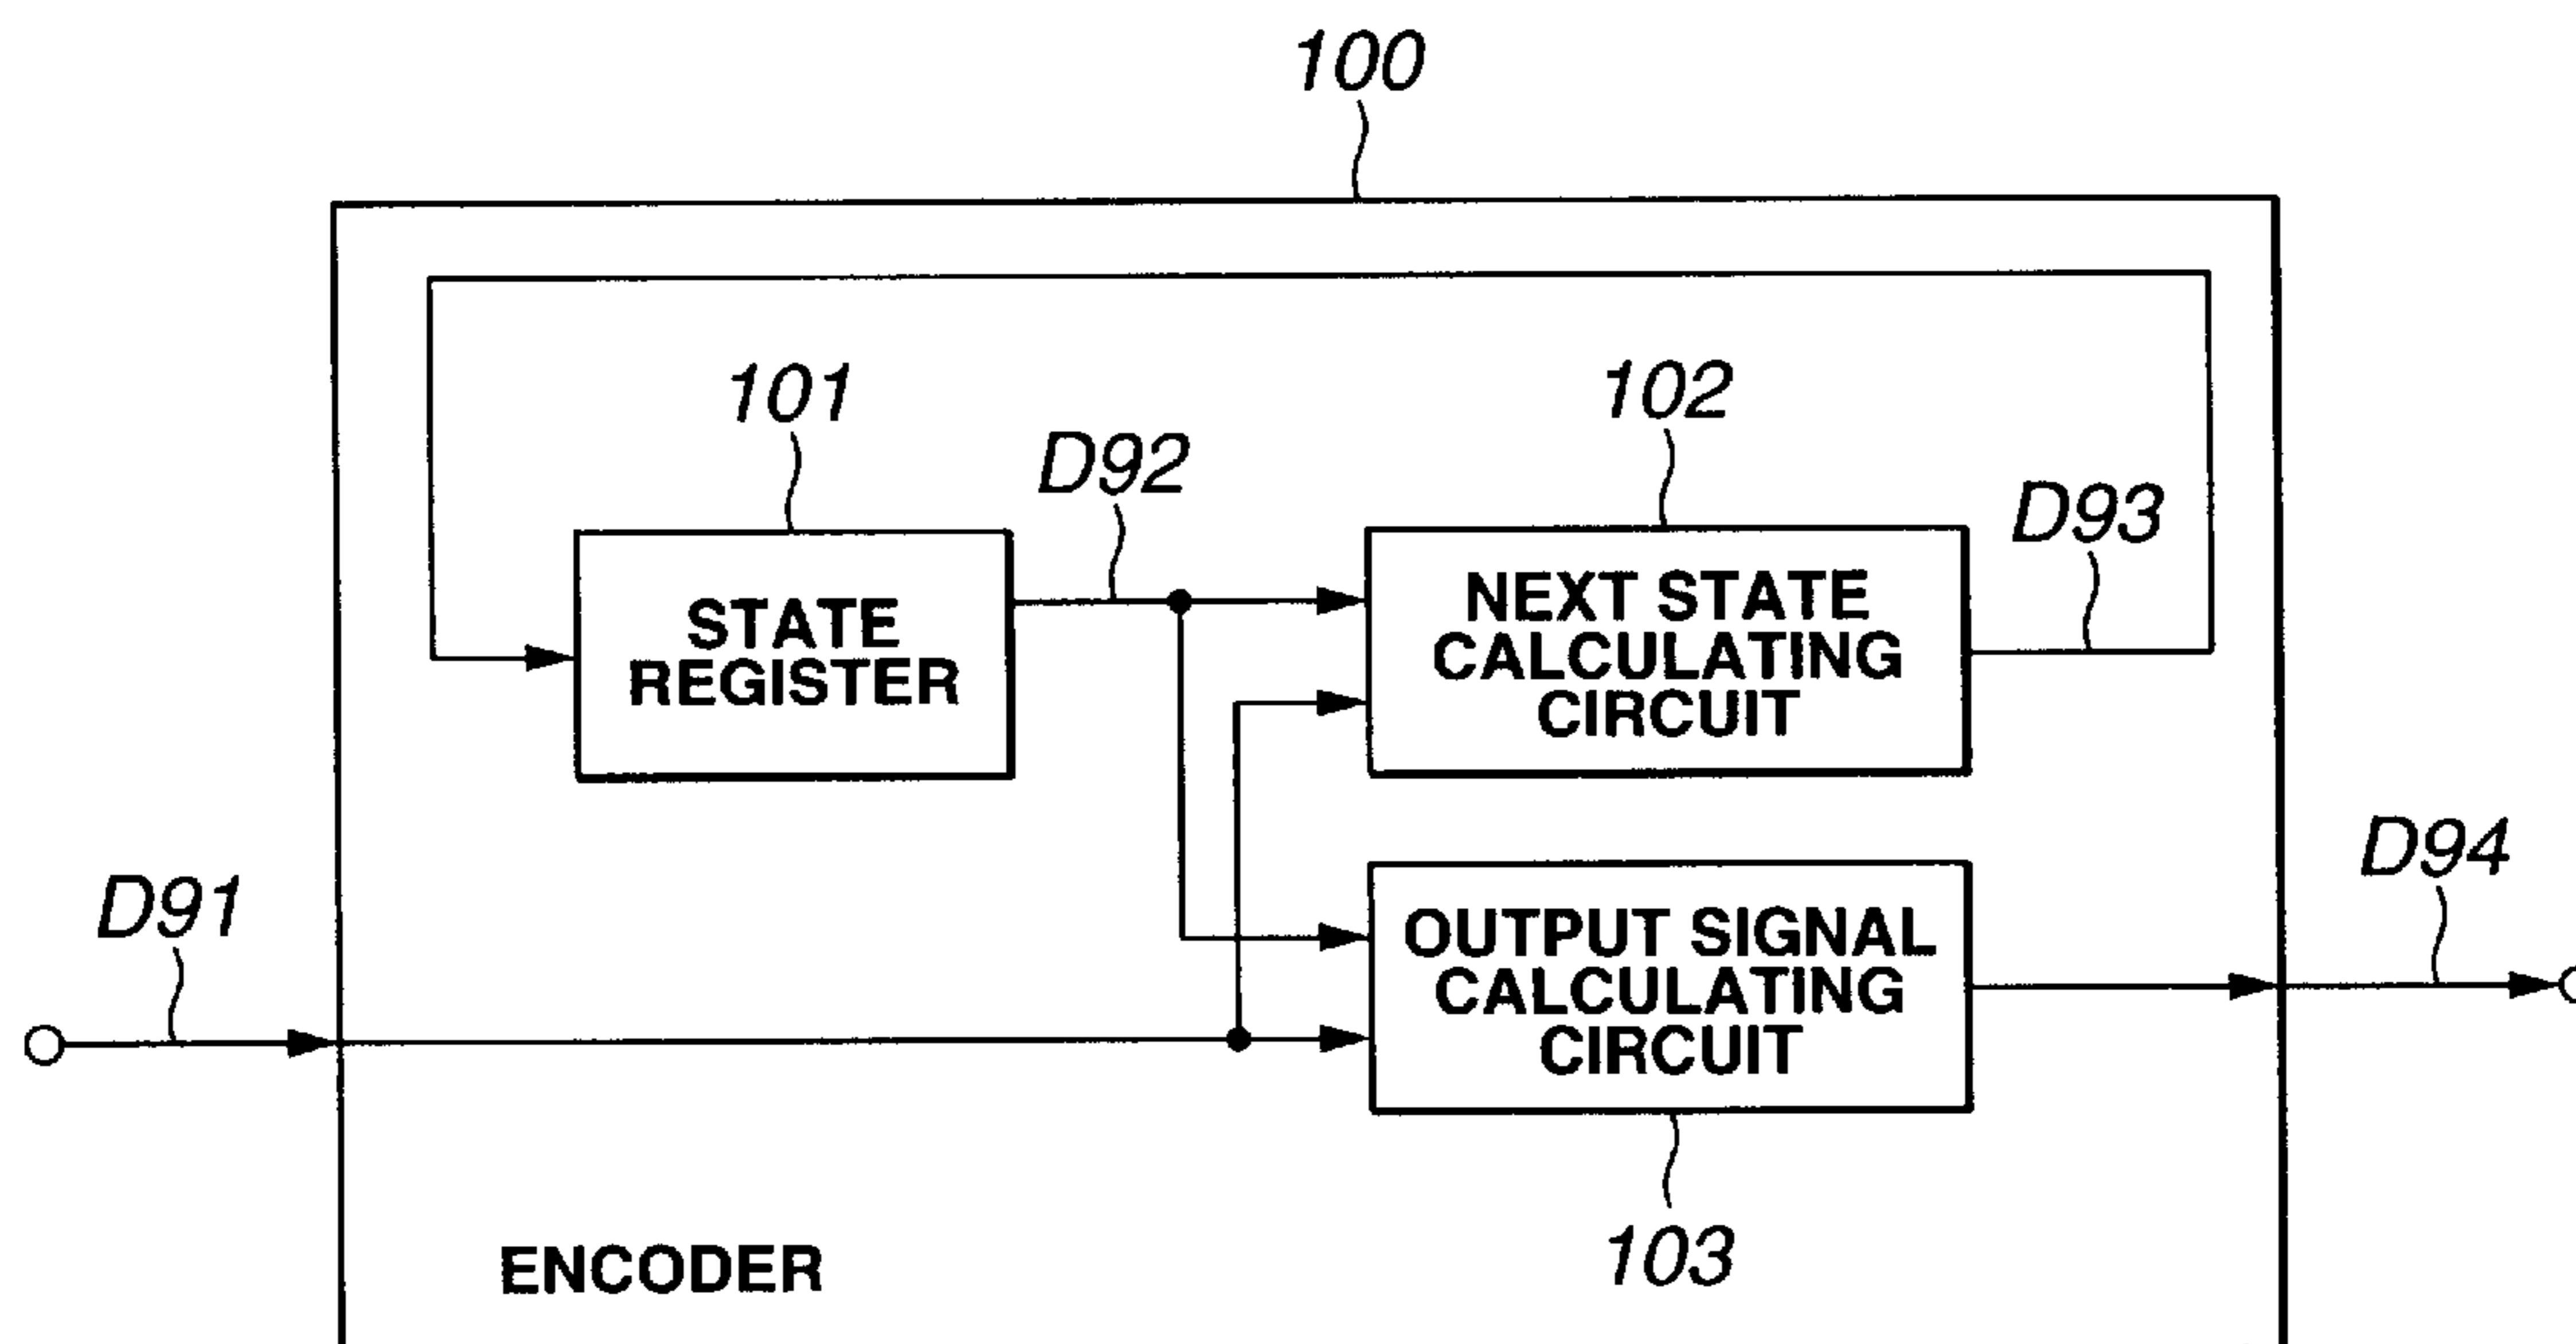 100
101
102
D92
D93
STATE
REGISTER
NEXT STATE
CALCULATING
CIRCUIT
D91
D94
OUTPUT SIGNAL
CALCULATING
CIRCUIT
103
ENCODER